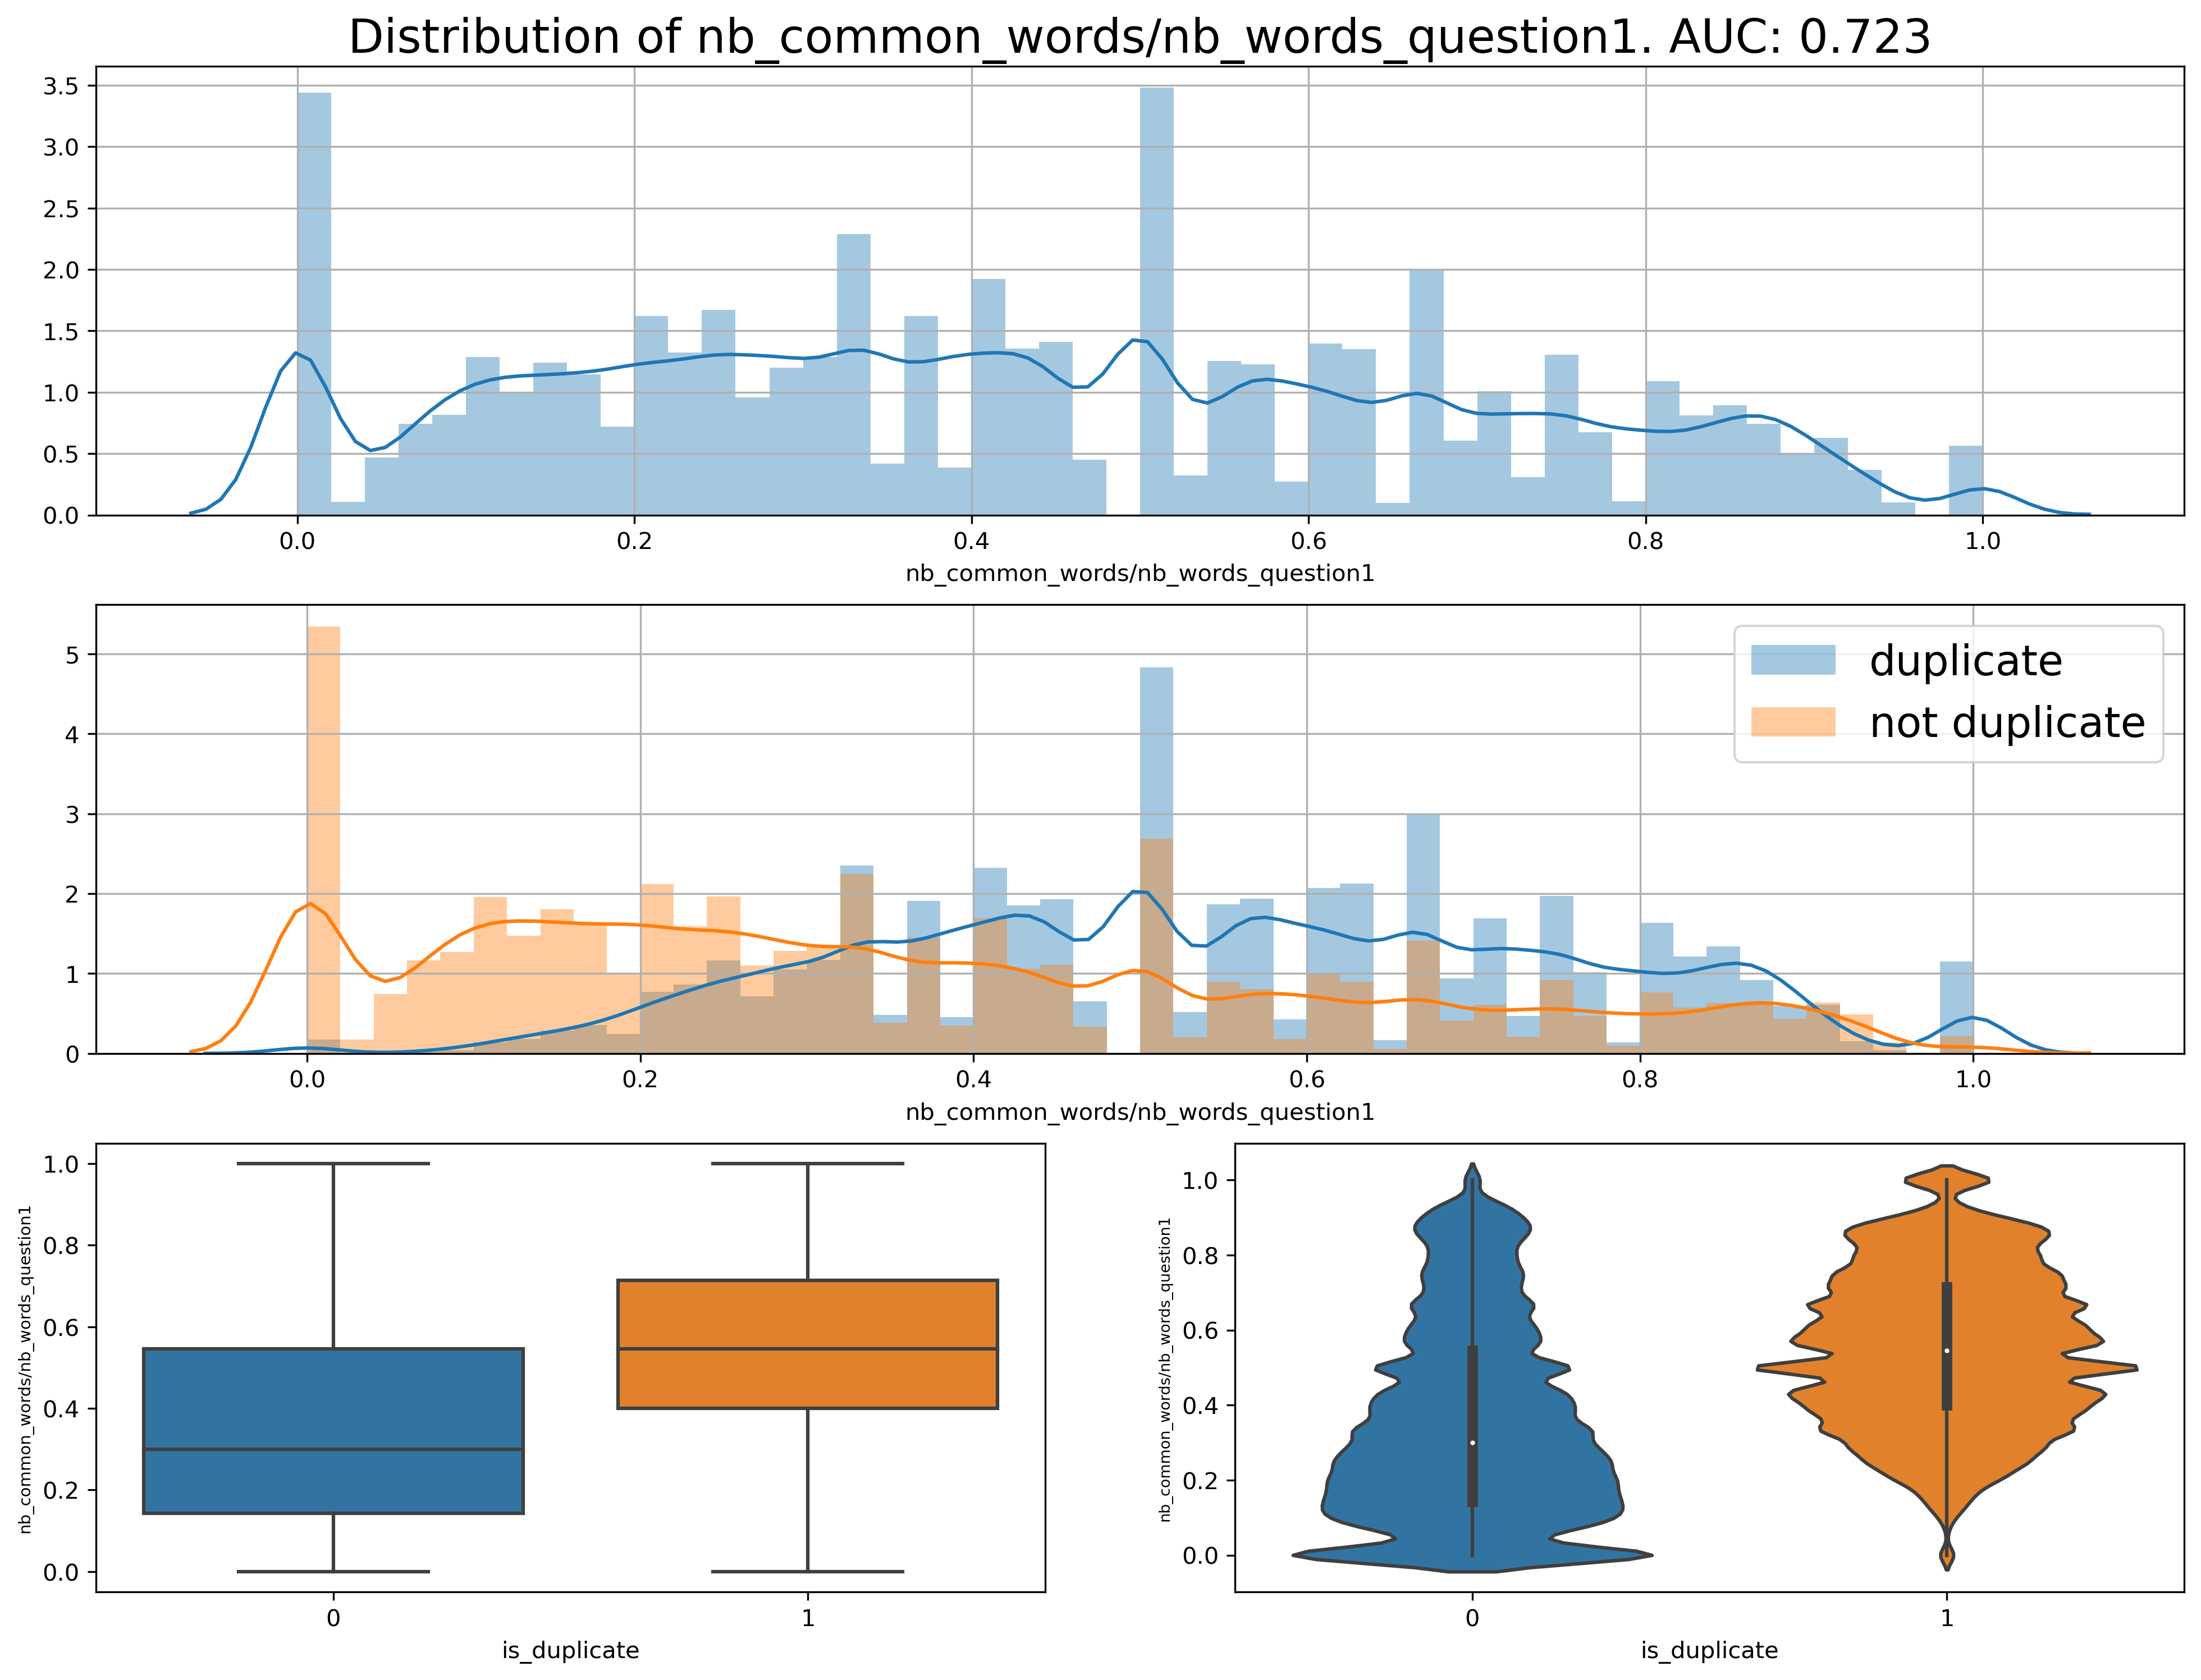 Distribution of nb_common_words/nb_words_question1. AUC: 0.723
3.5
3.0
2.5
2.0
1.5
1.0
0.5
0.0
0.0 0.2 0.4 0.6 0.8 1.0
nb_common_words/nb_words_question1
5
4
3
2
1
0
duplicate
not duplicate
0.0 0.2 0.4 0.6 0.8 1.0
nb_common_words/nb_words_question1
nb_common_words/nb_words_question1
1.0
0.8
0.6
0.4
0.2
0.0
0 1
is_duplicate
nb_common_words/nb_words_question1
1.0
0.8
0.6
0.4
0.2
0.0
0 1
is_duplicate